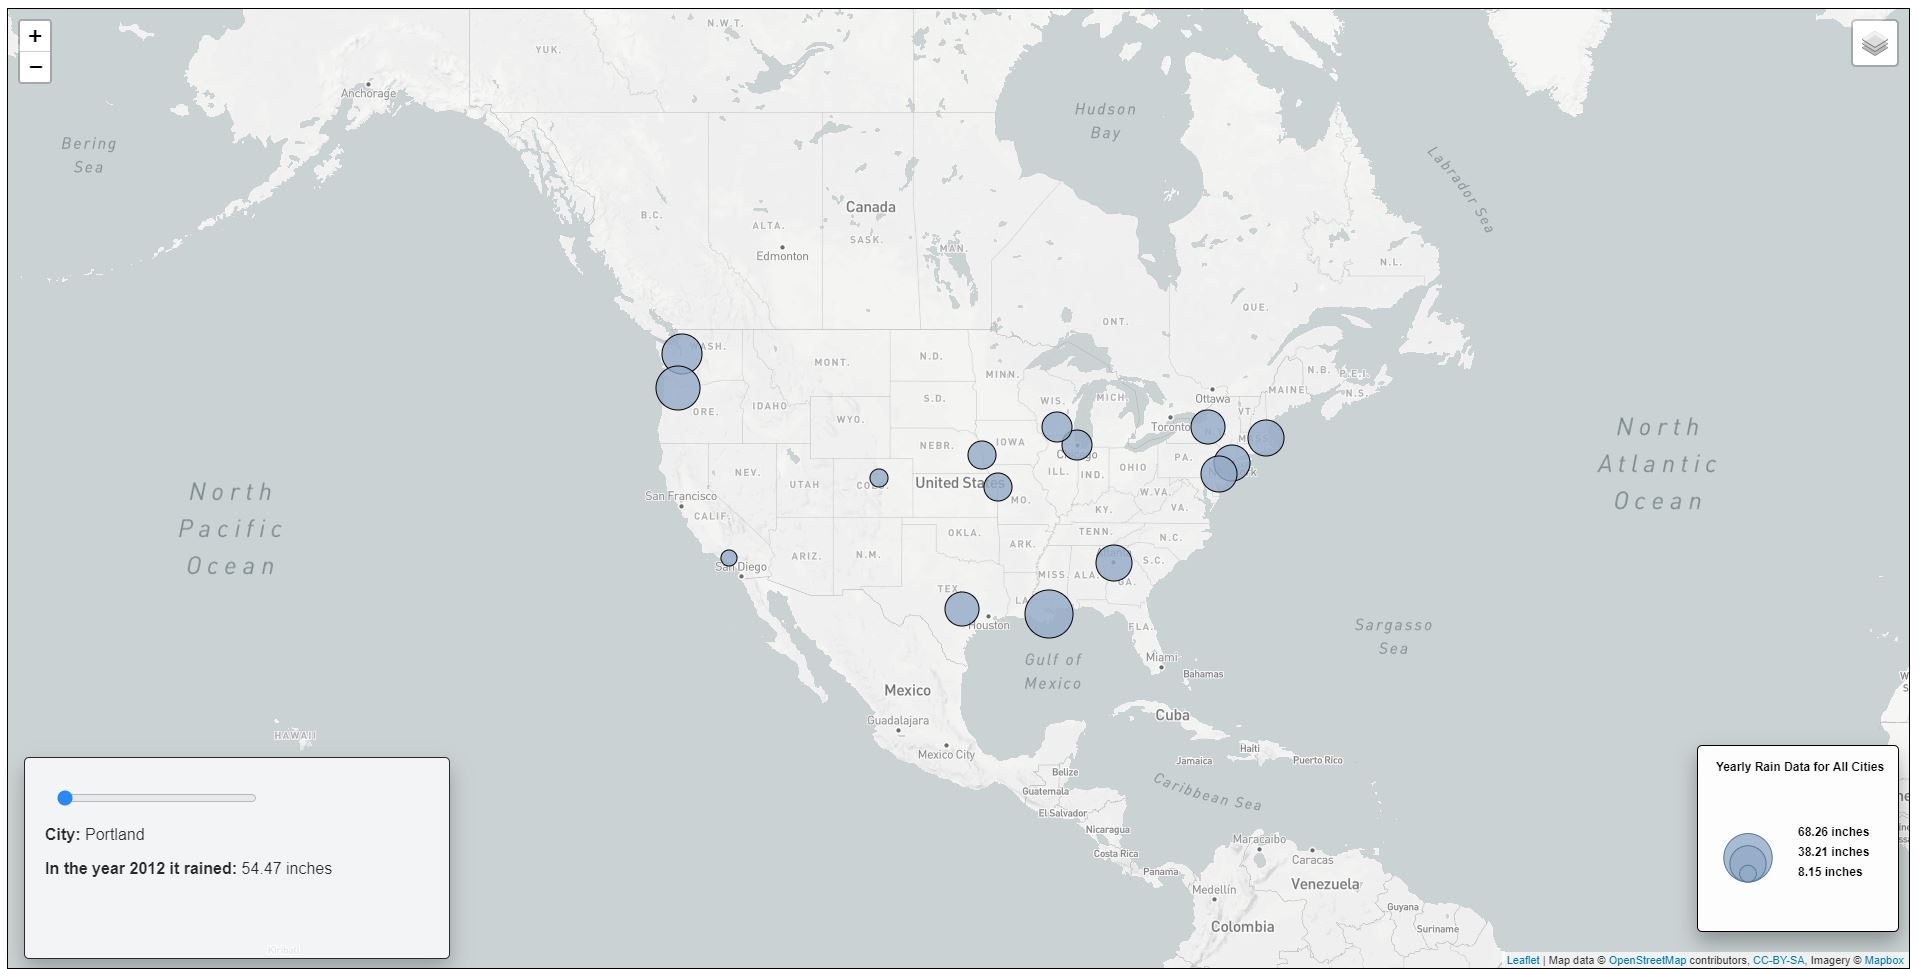 +
−
N.W.T.
YUK.
Anchorage
Hudson
Bay
Bering
Sea
Labrador Sea
Canada
B.C.
ALTA.
SASK.
MAN.
Edmonton
N.L.
QUE.
ONT.
WASH.
MONT.
N.D.
MINN.
N.B.
P.E.I.
MAINE
N.S.
ORE.
IDAHO
WYO.
S.D.
WIS.
MICH.
Ottawa
VT.
Toronto
NEBR.
IOWA
PA.
NEV.
UTAH
United States
ILL.
IND.
OHIO
San Francisco
CALIF.
MO.
W.VA.
VA.
KY.
OKLA.
TENN.
N.C.
ARIZ.
N.M.
ARK.
Atlanta
S.C.
San Diego
MISS.
ALA.
GA.
TEX.
LA.
Houston
FLA.
North
Pacific
Ocean
North
Atlantic
Ocean
Sargasso
Sea
Gulf of
Mexico
Miami
Bahamas
Mexico
Cuba
Guadalajara
Mexico City
HAWAII
Haiti
Jamaica
Puerto Rico
Belize
Guatemala
El Salvador
Caribbean Sea
Nicaragua
Costa Rica
Maracaibo
Caracas
Panama
Medellín
Venezuela
Guyana
Suriname
Colombia
City: Portland
In the year 2012 it rained: 54.47 inches
Kiribati
Yearly Rain Data for All Cities
68.26 inches
38.21 inches
8.15 inches
Leaflet | Map data © OpenStreetMap contributors, CC-BY-SA, Imagery © Mapbox